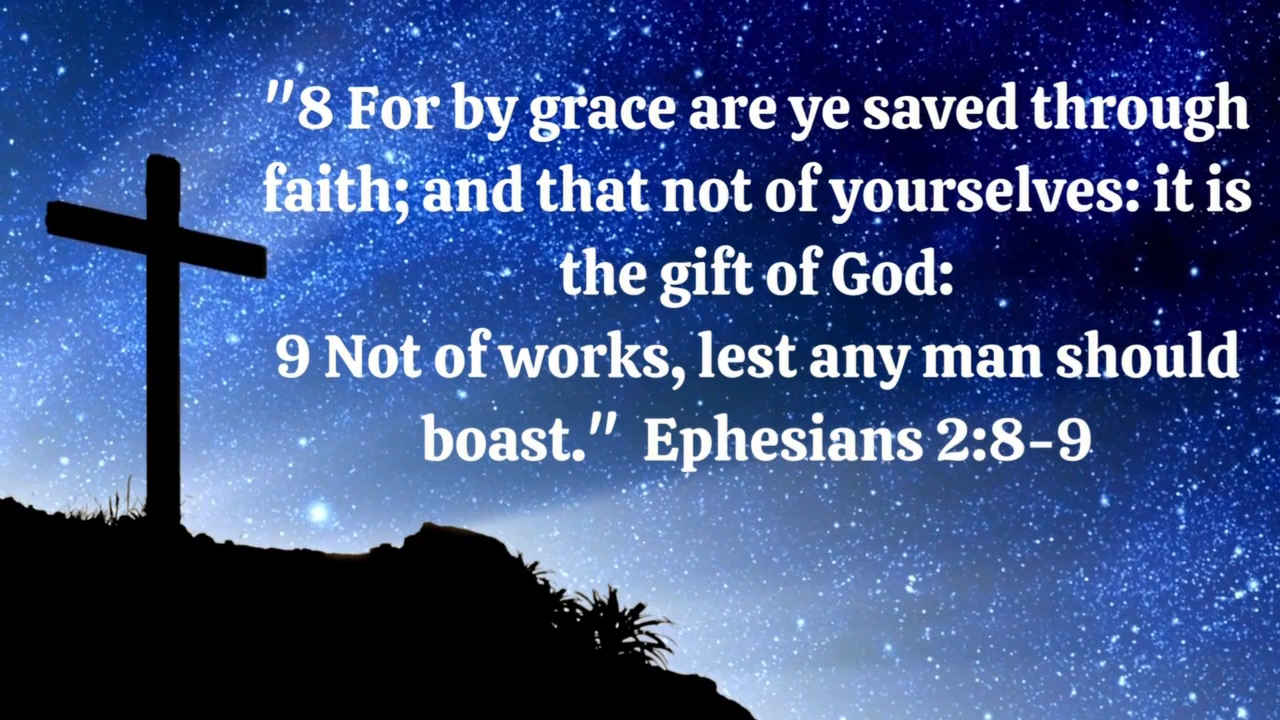 "8 For by grace are ye saved through
faith; and that not of yourselves: it is
the gift of God:
9 Not of works, lest any man should
boast."  Ephesians 2:8-9